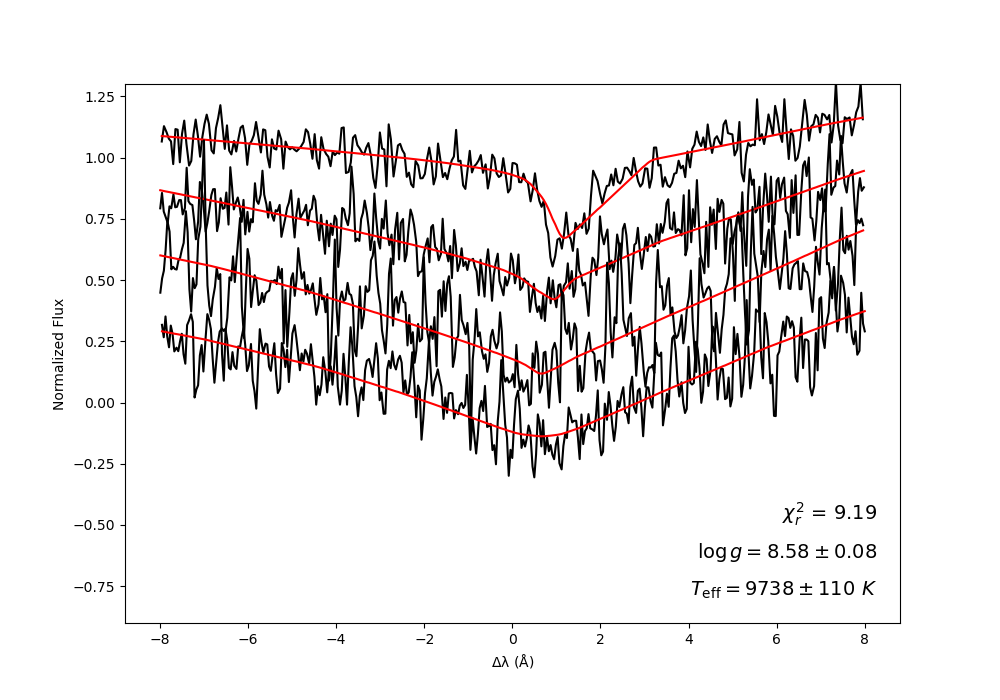 1.25
1.00
0.75
0.50
0.25
0.00
−0.25
−0.50
−0.75
Normalized Flux
χ²ᵣ = 9.19
log g = 8.58 ± 0.08
T_eff = 9738 ± 110 K
−8 −6 −4 −2 0 2 4 6 8
Δλ (Å)